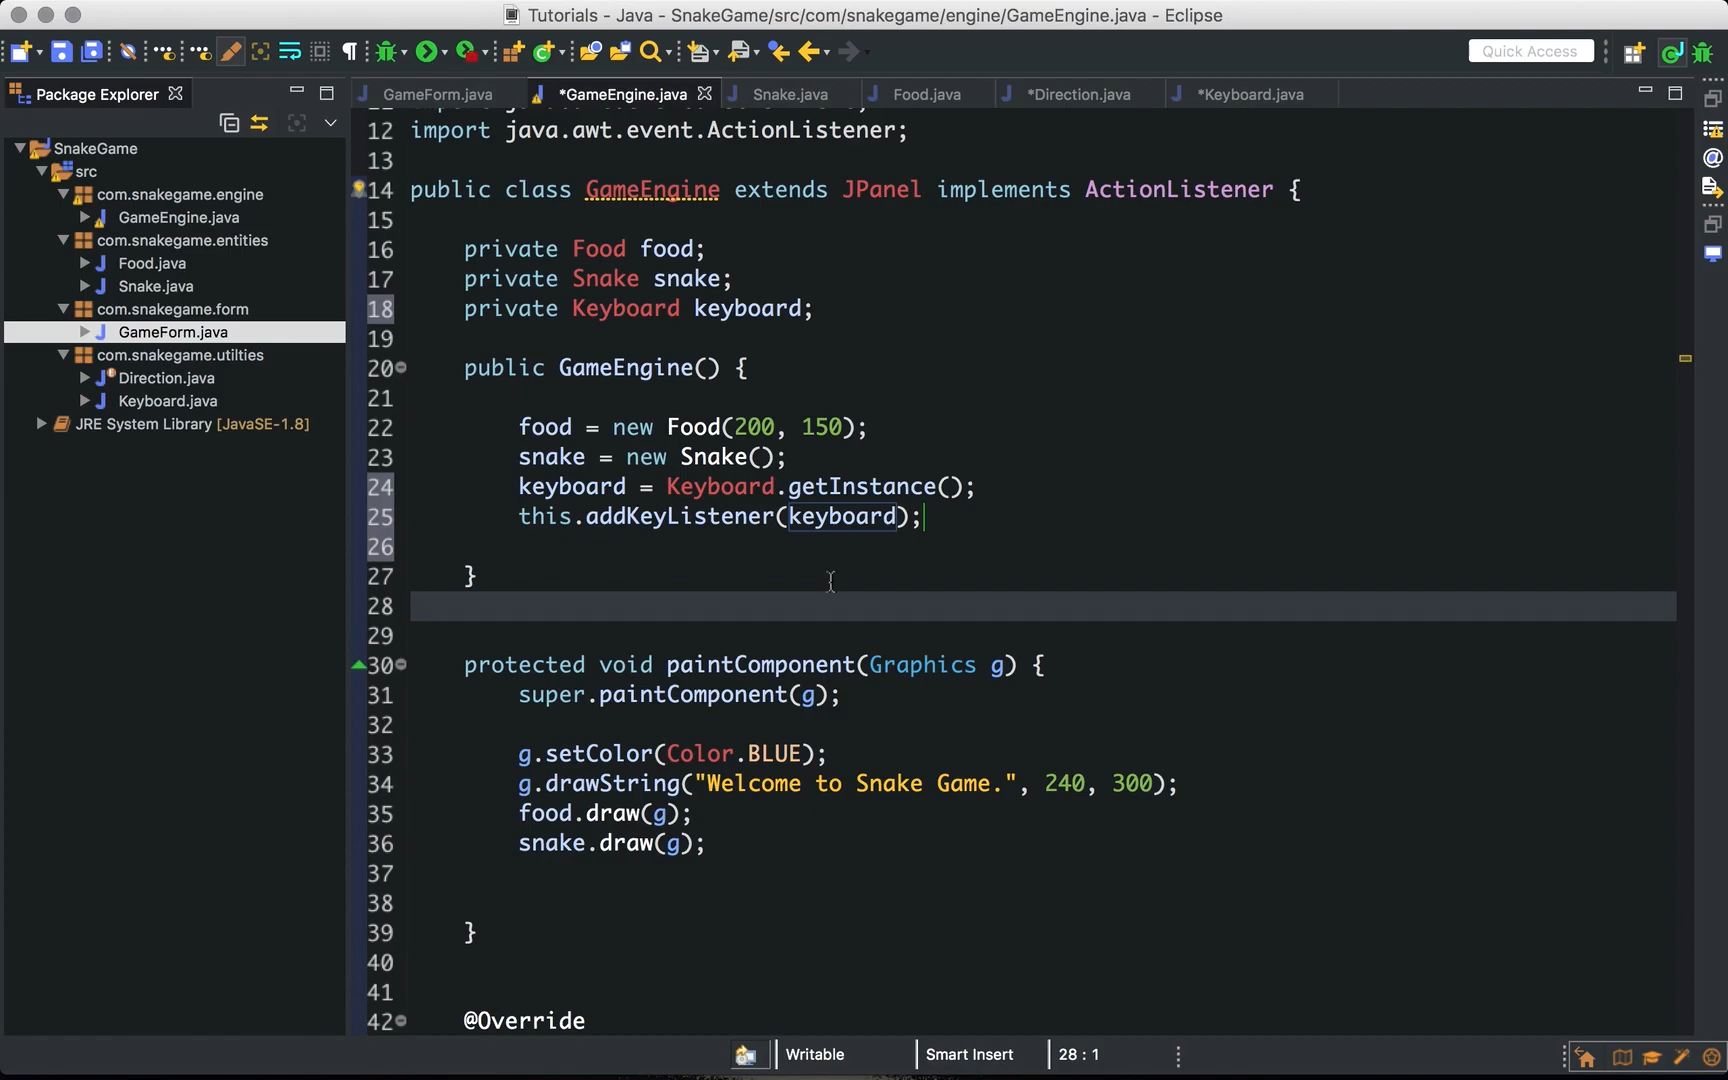 Tutorials - Java - SnakeGame/src/com/snakegame/engine/GameEngine.java - Eclipse
Quick Access
Package Explorer
GameForm.java
*GameEngine.java
Snake.java
Food.java
*Direction.java
*Keyboard.java
SnakeGame
src
com.snakegame.engine
GameEngine.java
com.snakegame.entities
Food.java
Snake.java
com.snakegame.form
GameForm.java
com.snakegame.utilties
Direction.java
Keyboard.java
JRE System Library [JavaSE-1.8]
12 import java.awt.event.ActionListener;
13
14 public class GameEngine extends JPanel implements ActionListener {
15
16 private Food food;
17 private Snake snake;
18 private Keyboard keyboard;
19
20 public GameEngine() {
21
22 food = new Food(200, 150);
23 snake = new Snake();
24 keyboard = Keyboard.getInstance();
25 this.addKeyListener(keyboard);
26
27 }
28
29
30 protected void paintComponent(Graphics g) {
31 super.paintComponent(g);
32
33 g.setColor(Color.BLUE);
34 g.drawString("Welcome to Snake Game.", 240, 300);
35 food.draw(g);
36 snake.draw(g);
37
38
39 }
40
41
42 @Override
Writable
Smart Insert
28 : 1